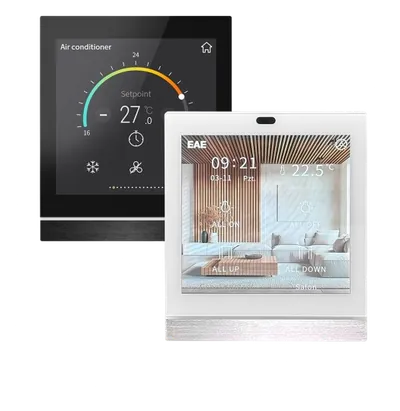 Air conditioner
24
Setpoint
- 27 °C
.0
16
EAE
09:21
03-11 Pzt.
22.5°C
ALL ON
ALL UP
ALL DOWN
Salon